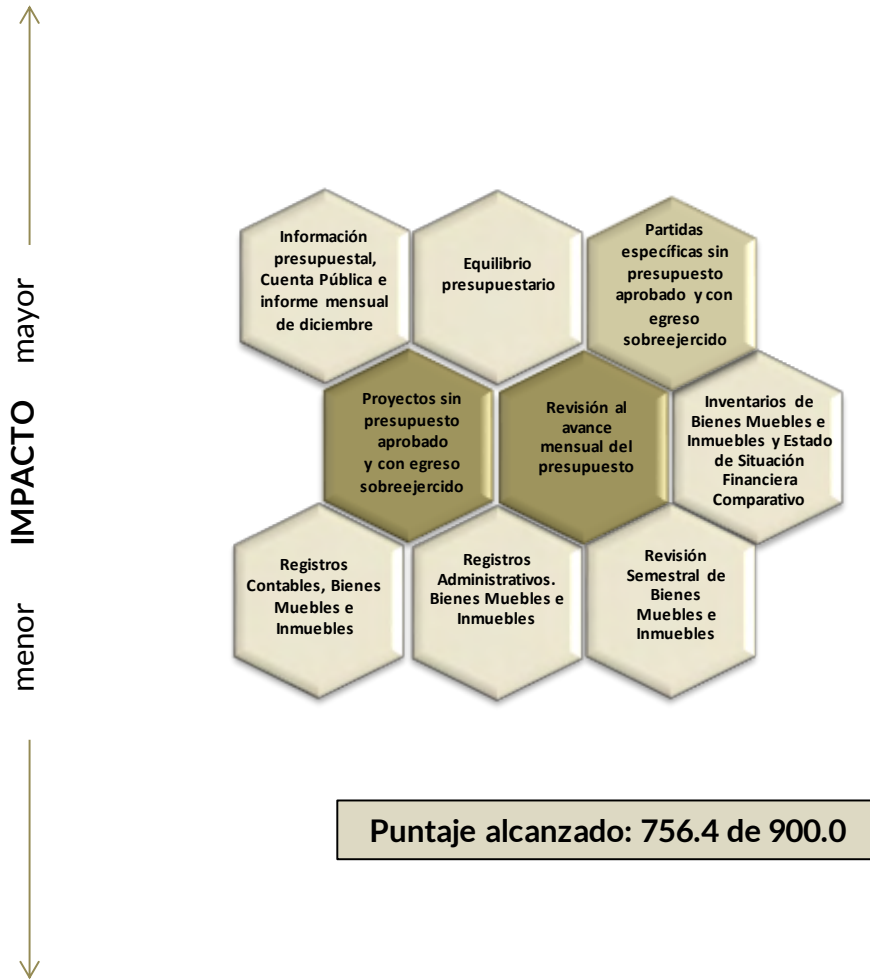 mayor
IMPACTO
menor
Información
presupuestal,
Cuenta Pública e
informe mensual
de diciembre
Equilibrio
presupuestario
Partidas
específicas sin
presupuesto
aprobado y con
egreso
sobreejercido
Proyectos sin
presupuesto
aprobado
y con egreso
sobreejercido
Revisión al
avance
mensual del
presupuesto
Inventarios de
Bienes Muebles e
Inmuebles y Estado
de Situación
Financiera
Comparativo
Registros
Contables, Bienes
Muebles e
Inmuebles
Registros
Administrativos.
Bienes Muebles e
Inmuebles
Revisión
Semestral de
Bienes
Muebles e
Inmuebles
Puntaje alcanzado: 756.4 de 900.0